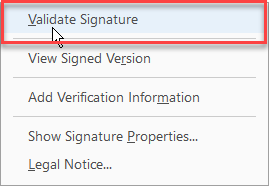 Validate Signature
View Signed Version
Add Verification Information
Show Signature Properties...
Legal Notice...